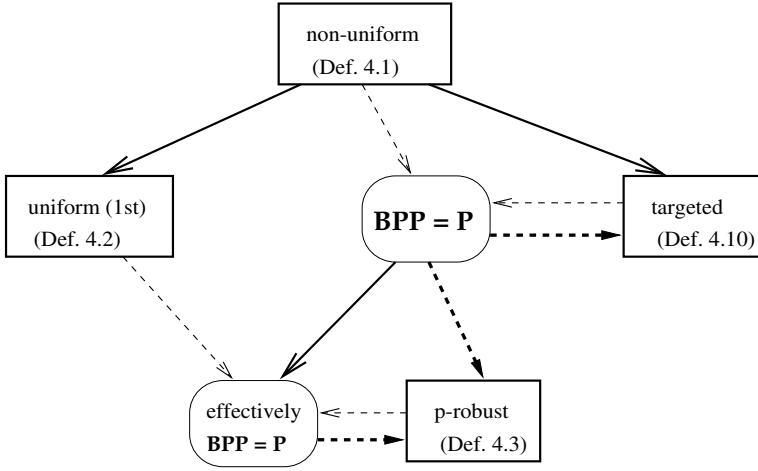 non-uniform
(Def. 4.1)
uniform (1st)
(Def. 4.2)
BPP = P
targeted
(Def. 4.10)
effectively
BPP = P
p-robust
(Def. 4.3)